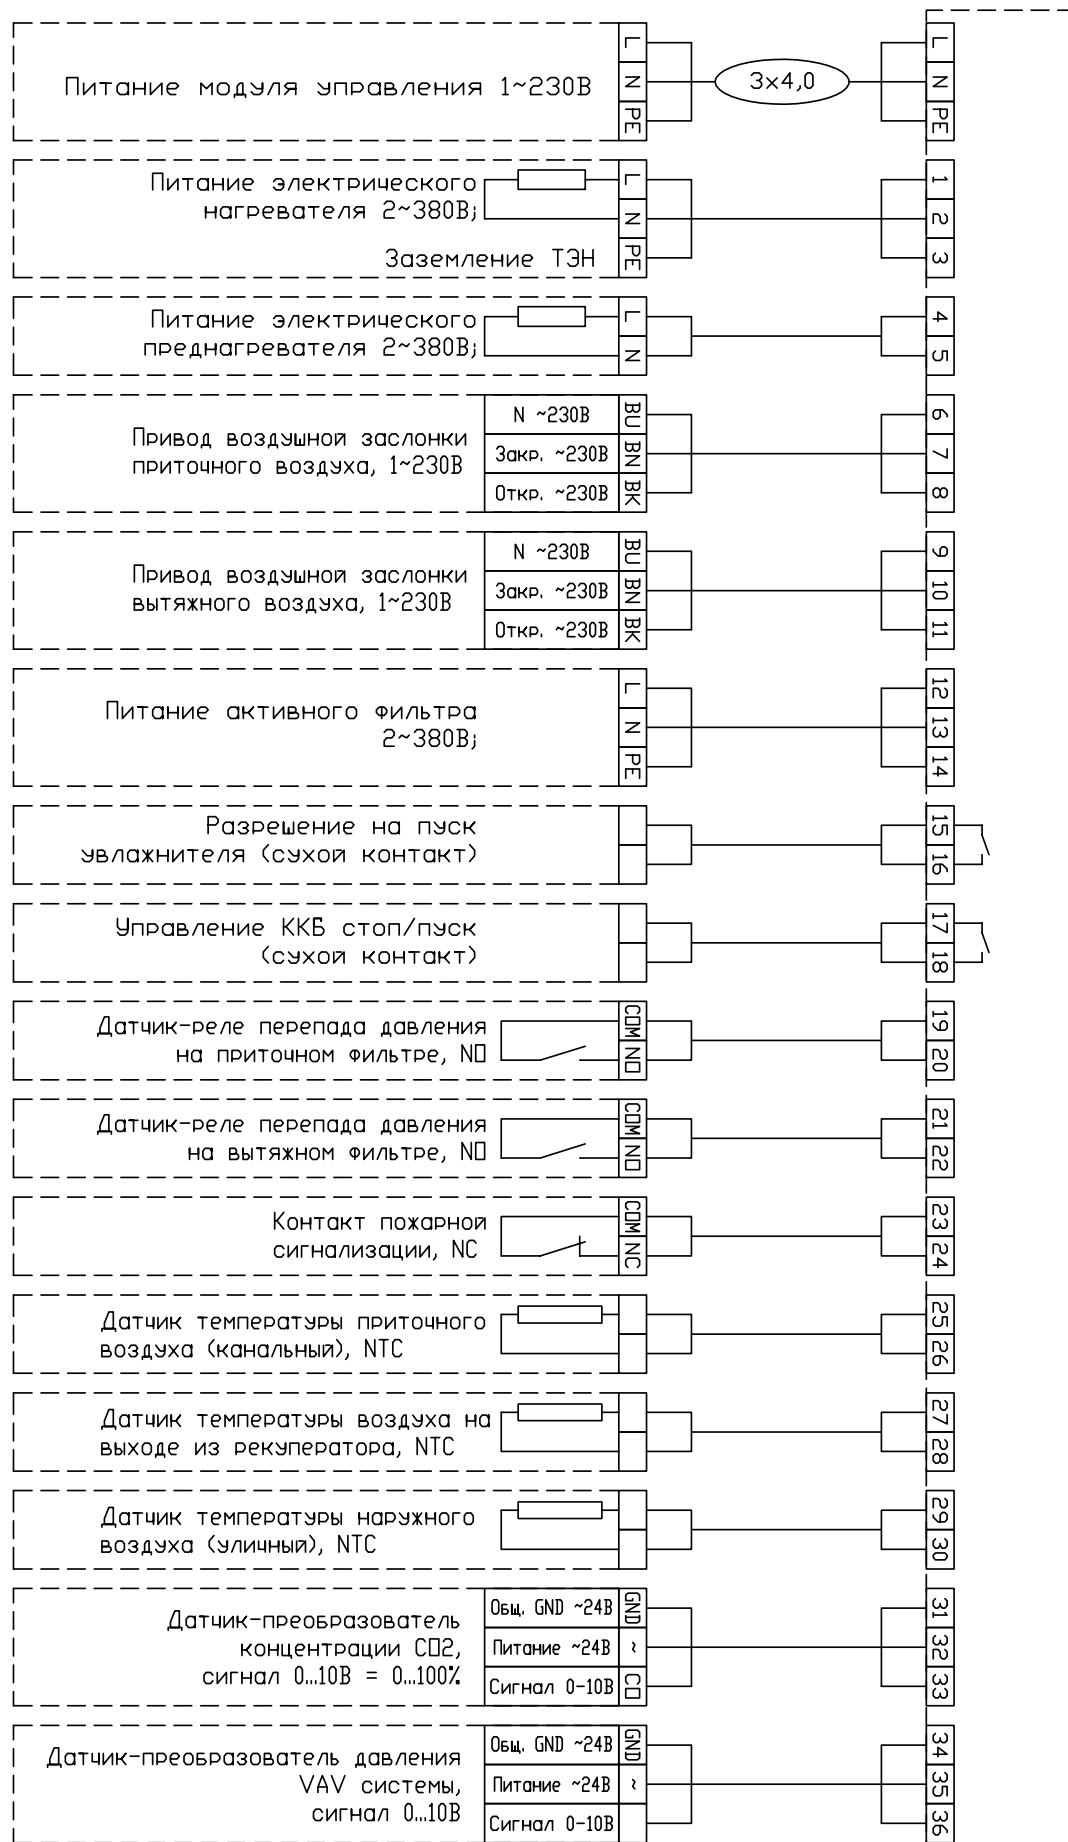 Питание модуля управления 1~230В
L
N
PE
3x4,0
L
N
PE
Питание электрического
нагревателя 2~380В;
Заземление ТЭН
L
N
PE
1
2
3
Питание электрического
преднагревателя 2~380В;
L
N
4
5
Привод воздушной заслонки
приточного воздуха, 1~230В
N ~230В
Закр. ~230В
Откр. ~230В
BU
BN
BK
6
7
8
Привод воздушной заслонки
вытяжного воздуха, 1~230В
N ~230В
Закр. ~230В
Откр. ~230В
BU
BN
BK
9
10
11
Питание активного фильтра
2~380В;
L
N
PE
12
13
14
Разрешение на пуск
увлажнителя (сухой контакт)
15
16
Управление ККБ стоп/пуск
(сухой контакт)
17
18
Датчик-реле перепада давления
на приточном фильтре, NO
COM
NO
19
20
Датчик-реле перепада давления
на вытяжном фильтре, NO
COM
NO
21
22
Контакт пожарной
сигнализации, NC
COM
NC
23
24
Датчик температуры приточного
воздуха (канальный), NTC
25
26
Датчик температуры воздуха на
выходе из рекуператора, NTC
27
28
Датчик температуры наружного
воздуха (уличный), NTC
29
30
Датчик-преобразователь
концентрации CO2,
сигнал 0...10В = 0...100%
Общ. GND ~24В
Питание ~24В
Сигнал 0-10В
GND
~
CO
31
32
33
Датчик-преобразователь давления
VAV системы,
сигнал 0...10В
Общ. GND ~24В
Питание ~24В
Сигнал 0-10В
GND
~
34
35
36